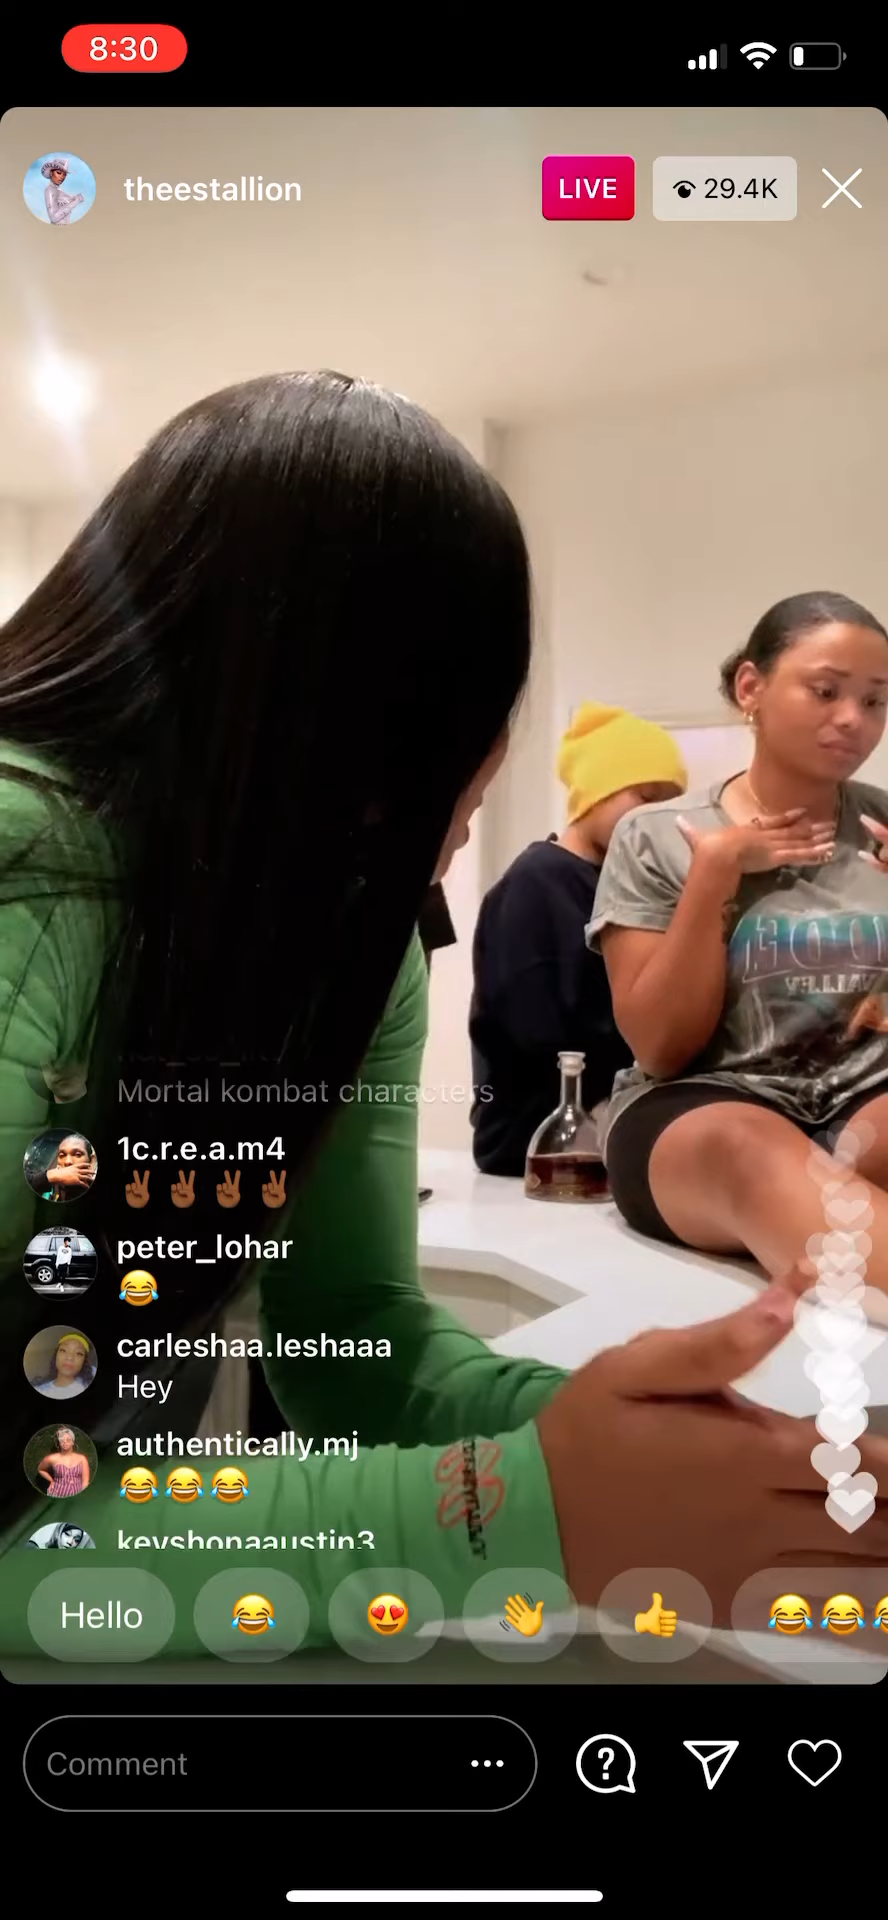 8:30
theestallion
LIVE
29.4K
Mortal kombat characters
1c.r.e.a.m4
✌🏾✌🏾✌🏾✌🏾
peter_lohar
😂
carleshaa.leshaaa
Hey
authentically.mj
😂😂😂
keyshonaaustin3
Hello 😂 😍 👋 👍 😂😂
Comment